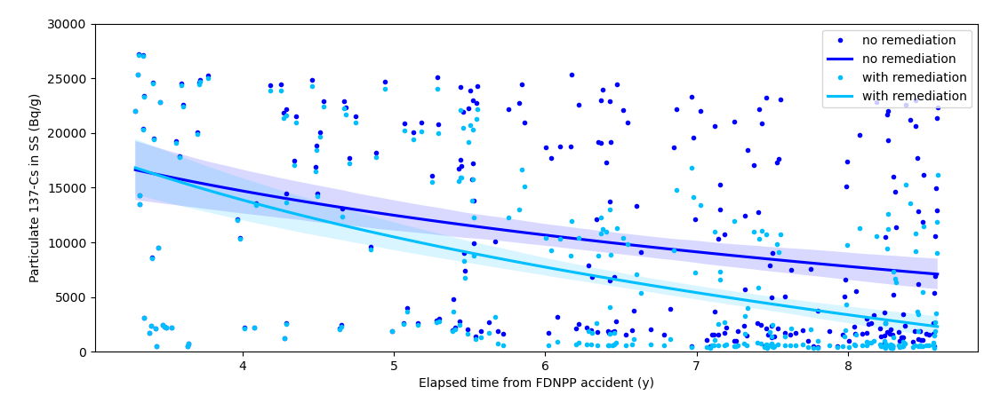 30000
25000
20000
15000
10000
5000
0
Particulate 137-Cs in SS (Bq/g)
no remediation
no remediation
with remediation
with remediation
4 5 6 7 8
Elapsed time from FDNPP accident (y)